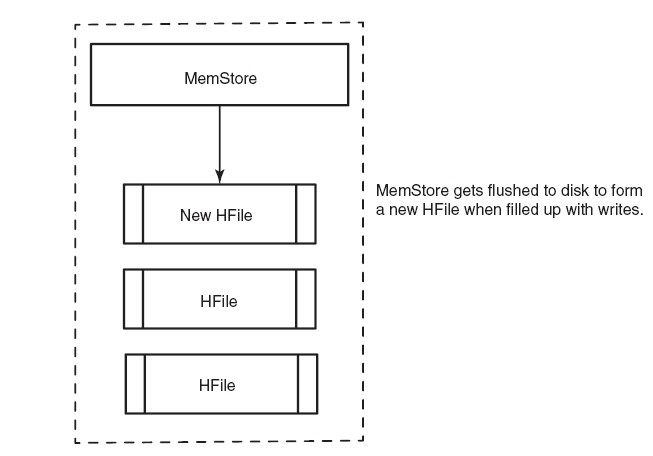 MemStore
New HFile
MemStore gets flushed to disk to form
a new HFile when filled up with writes.
HFile
HFile